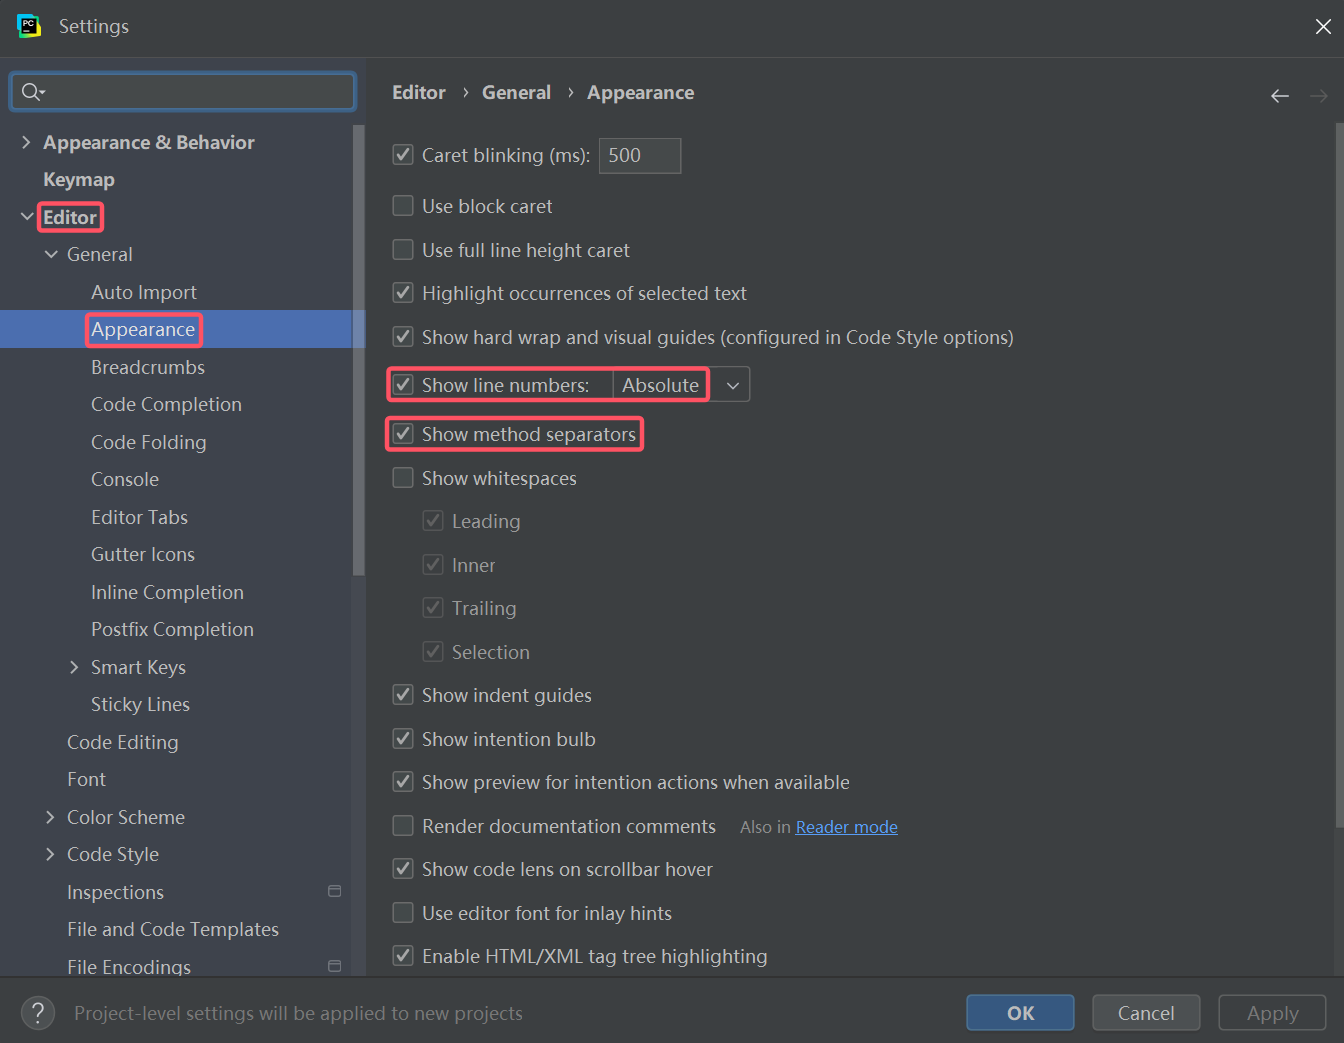 PC
Settings
Appearance & Behavior
Keymap
Editor
General
Auto Import
Appearance
Breadcrumbs
Code Completion
Code Folding
Console
Editor Tabs
Gutter Icons
Inline Completion
Postfix Completion
Smart Keys
Sticky Lines
Code Editing
Font
Color Scheme
Code Style
Inspections
File and Code Templates
File Encodings
Editor › General › Appearance
Caret blinking (ms): 500
Use block caret
Use full line height caret
Highlight occurrences of selected text
Show hard wrap and visual guides (configured in Code Style options)
Show line numbers: Absolute
Show method separators
Show whitespaces
Leading
Inner
Trailing
Selection
Show indent guides
Show intention bulb
Show preview for intention actions when available
Render documentation comments Also in Reader mode
Show code lens on scrollbar hover
Use editor font for inlay hints
Enable HTML/XML tag tree highlighting
? Project-level settings will be applied to new projects
OK Cancel Apply